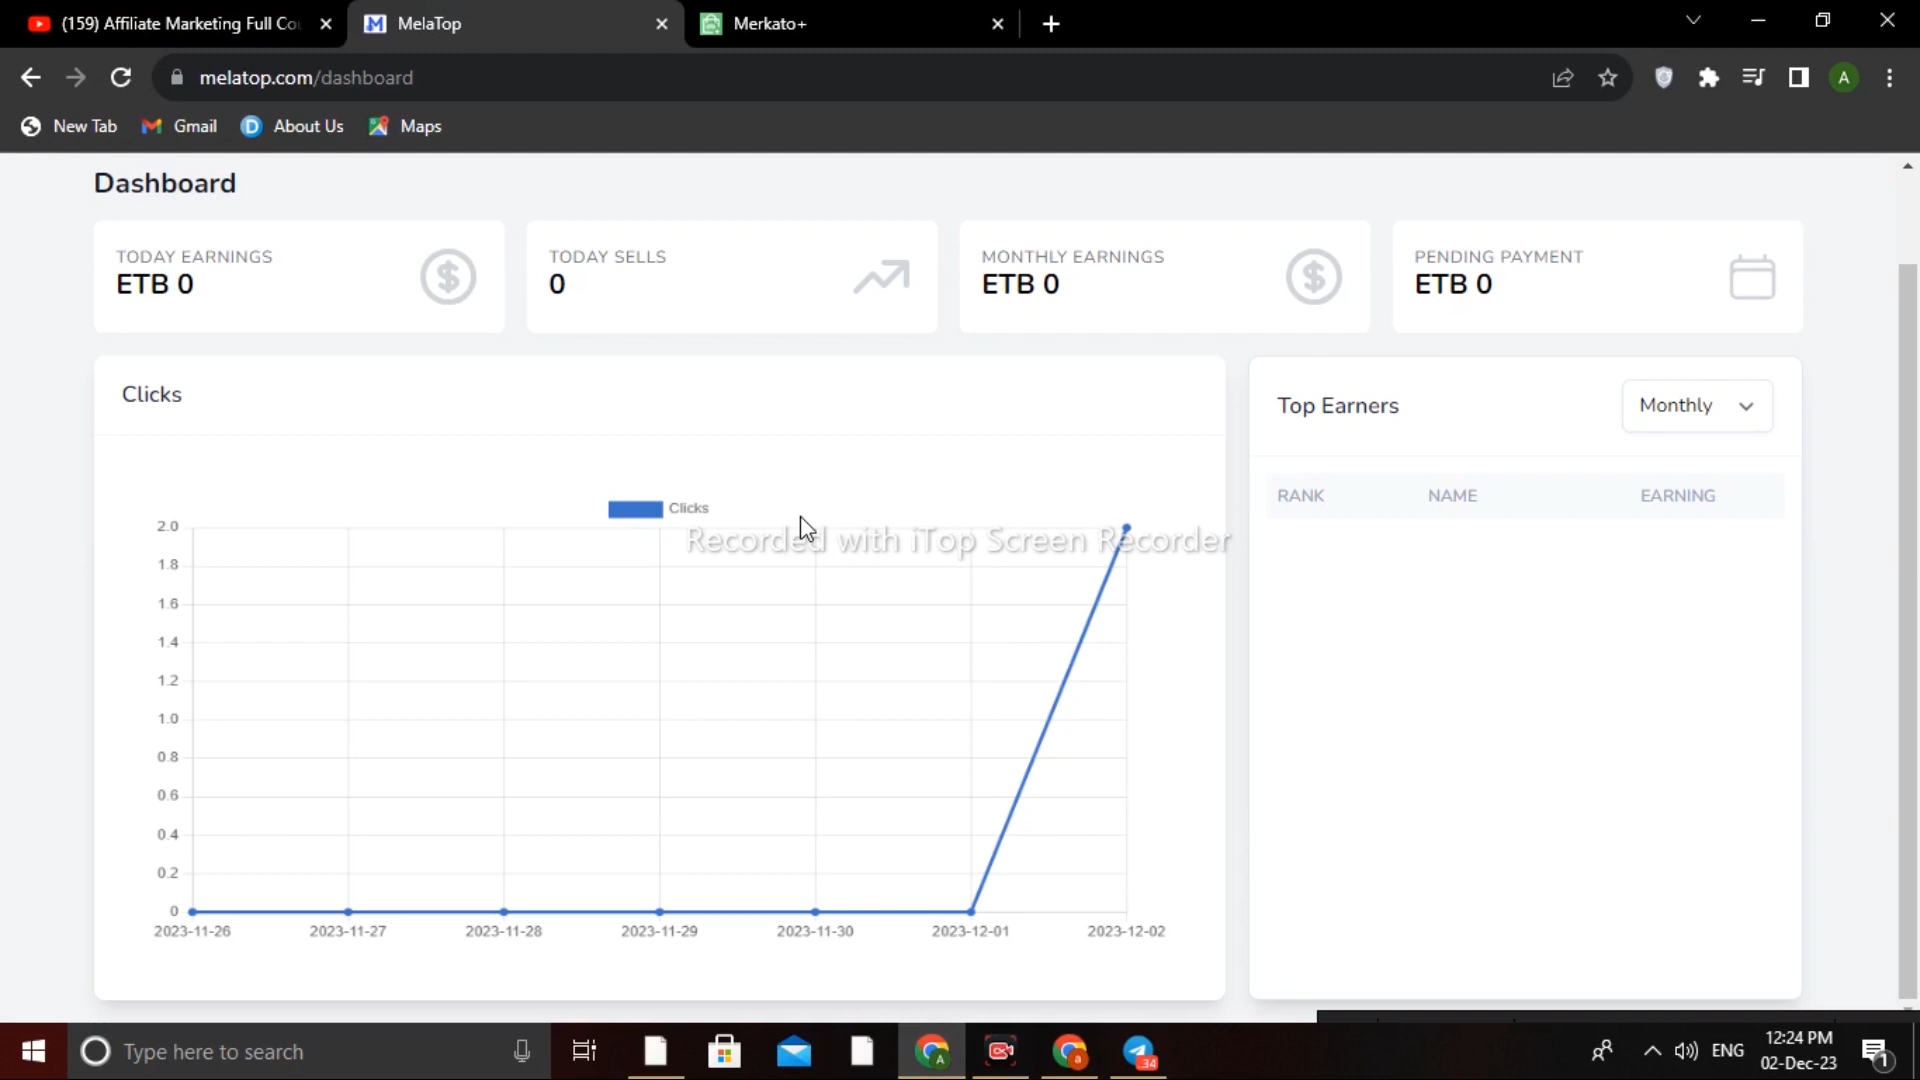 (159) Affiliate Marketing Full Cou
MelaTop
Merkato+
melatop.com/dashboard
A
New Tab
Gmail
About Us
Maps
Dashboard
TODAY EARNINGS
ETB 0
TODAY SELLS
0
MONTHLY EARNINGS
ETB 0
PENDING PAYMENT
ETB 0
Clicks
Top Earners
Monthly
RANK NAME EARNING
Clicks
Recorded with iTop Screen Recorder
2.0
1.8
1.6
1.4
1.2
1.0
0.8
0.6
0.4
0.2
0
2023-11-26 2023-11-27 2023-11-28 2023-11-29 2023-11-30 2023-12-01 2023-12-02
Type here to search
A
a
34
ENG
12:24 PM
02-Dec-23
1